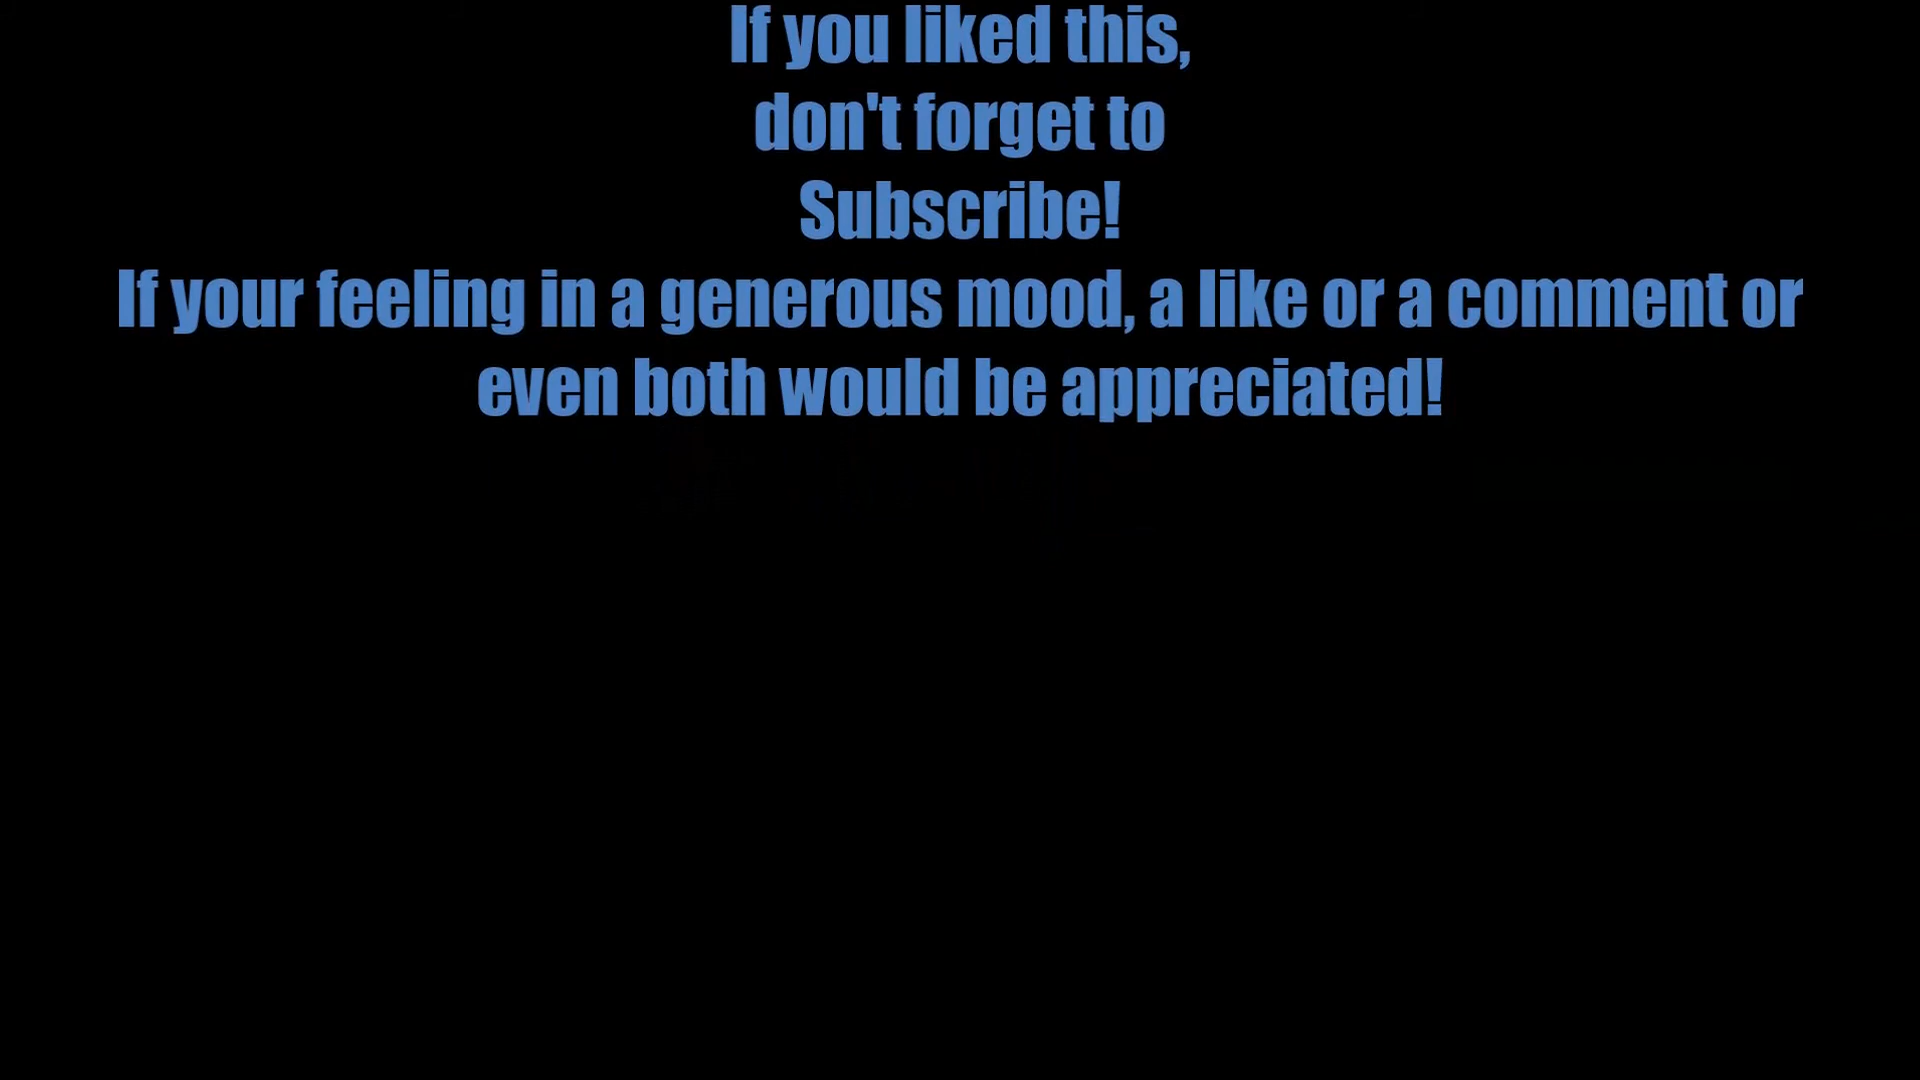 If you liked this,
don't forget to
Subscribe!
If your feeling in a generous mood, a like or a comment or
even both would be appreciated!